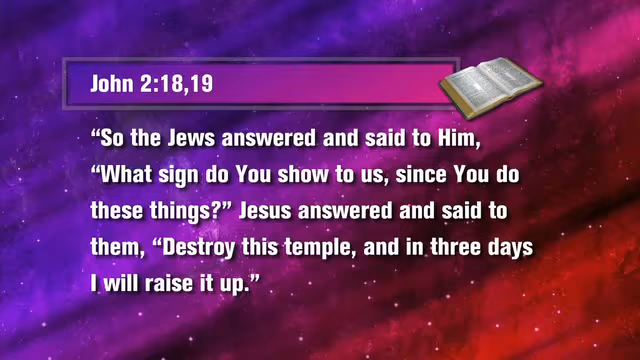 John 2:18,19
“So the Jews answered and said to Him,
“What sign do You show to us, since You do
these things?” Jesus answered and said to
them, “Destroy this temple, and in three days
I will raise it up.”